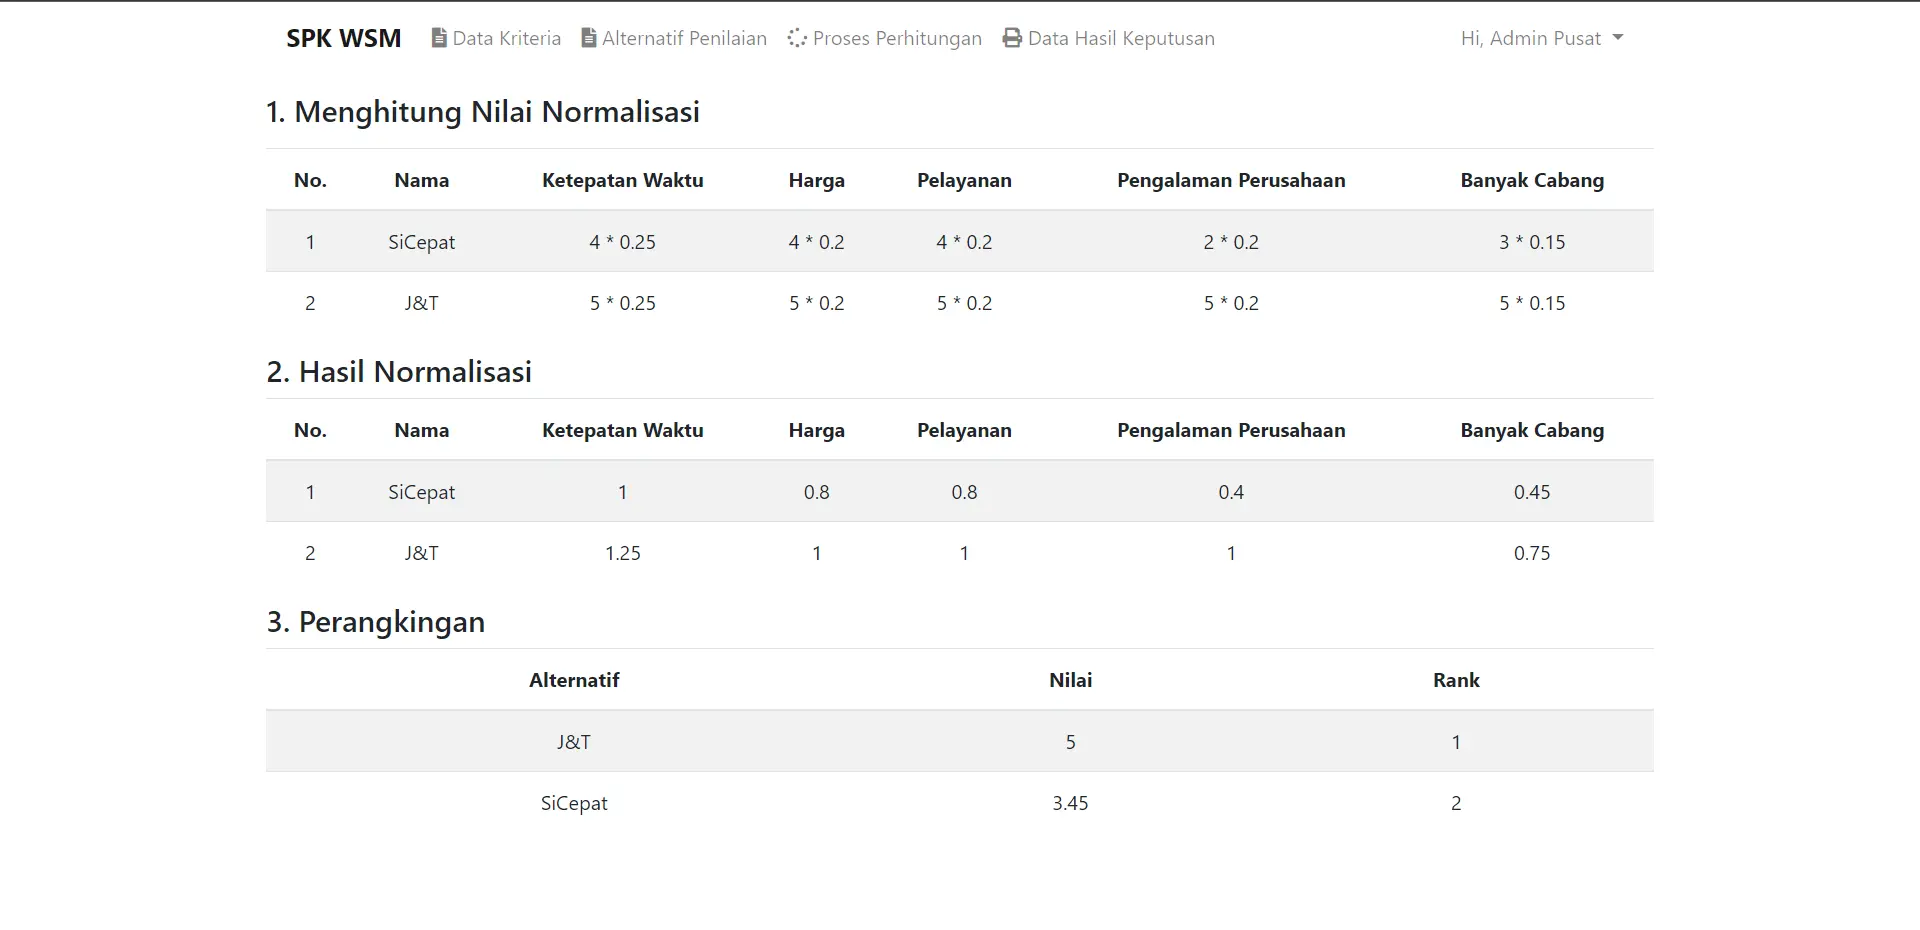 SPK WSM Data Kriteria Alternatif Penilaian Proses Perhitungan Data Hasil Keputusan Hi, Admin Pusat
1. Menghitung Nilai Normalisasi
No. Nama Ketepatan Waktu Harga Pelayanan Pengalaman Perusahaan Banyak Cabang
1 SiCepat 4 * 0.25 4 * 0.2 4 * 0.2 2 * 0.2 3 * 0.15
2 J&T 5 * 0.25 5 * 0.2 5 * 0.2 5 * 0.2 5 * 0.15
2. Hasil Normalisasi
No. Nama Ketepatan Waktu Harga Pelayanan Pengalaman Perusahaan Banyak Cabang
1 SiCepat 1 0.8 0.8 0.4 0.45
2 J&T 1.25 1 1 1 0.75
3. Perangkingan
Alternatif Nilai Rank
J&T 5 1
SiCepat 3.45 2